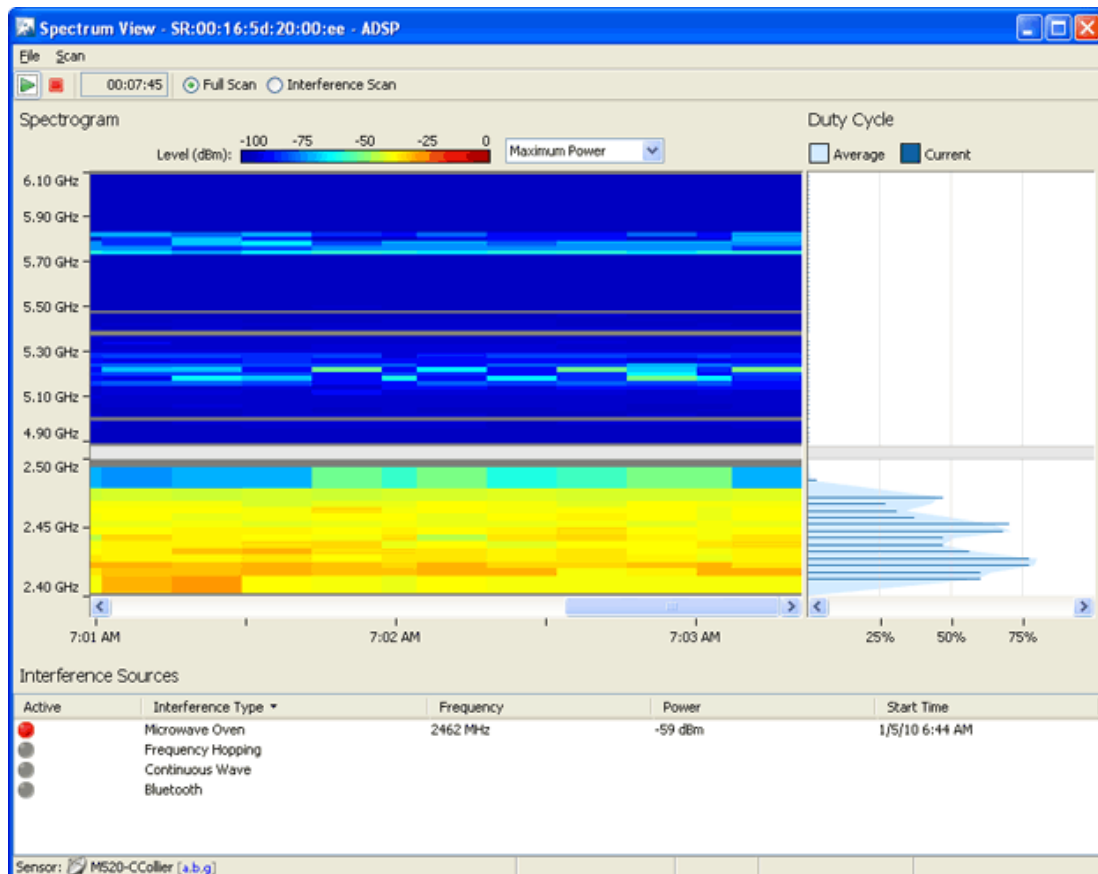 Spectrum View - SR:00:16:5d:20:00:ee - ADSP
File Scan
00:07:45 Full Scan Interference Scan
Spectrogram
Level (dBm): -100 -75 -50 -25 0
Maximum Power
Duty Cycle
Average Current
6.10 GHz
5.90 GHz
5.70 GHz
5.50 GHz
5.30 GHz
5.10 GHz
4.90 GHz
2.50 GHz
2.45 GHz
2.40 GHz
7:01 AM 7:02 AM 7:03 AM
25% 50% 75%
Interference Sources
Active Interference Type Frequency Power Start Time
Microwave Oven 2462 MHz -59 dBm 1/5/10 6:44 AM
Frequency Hopping
Continuous Wave
Bluetooth
Sensor: M520-CCollier [a,b,g]